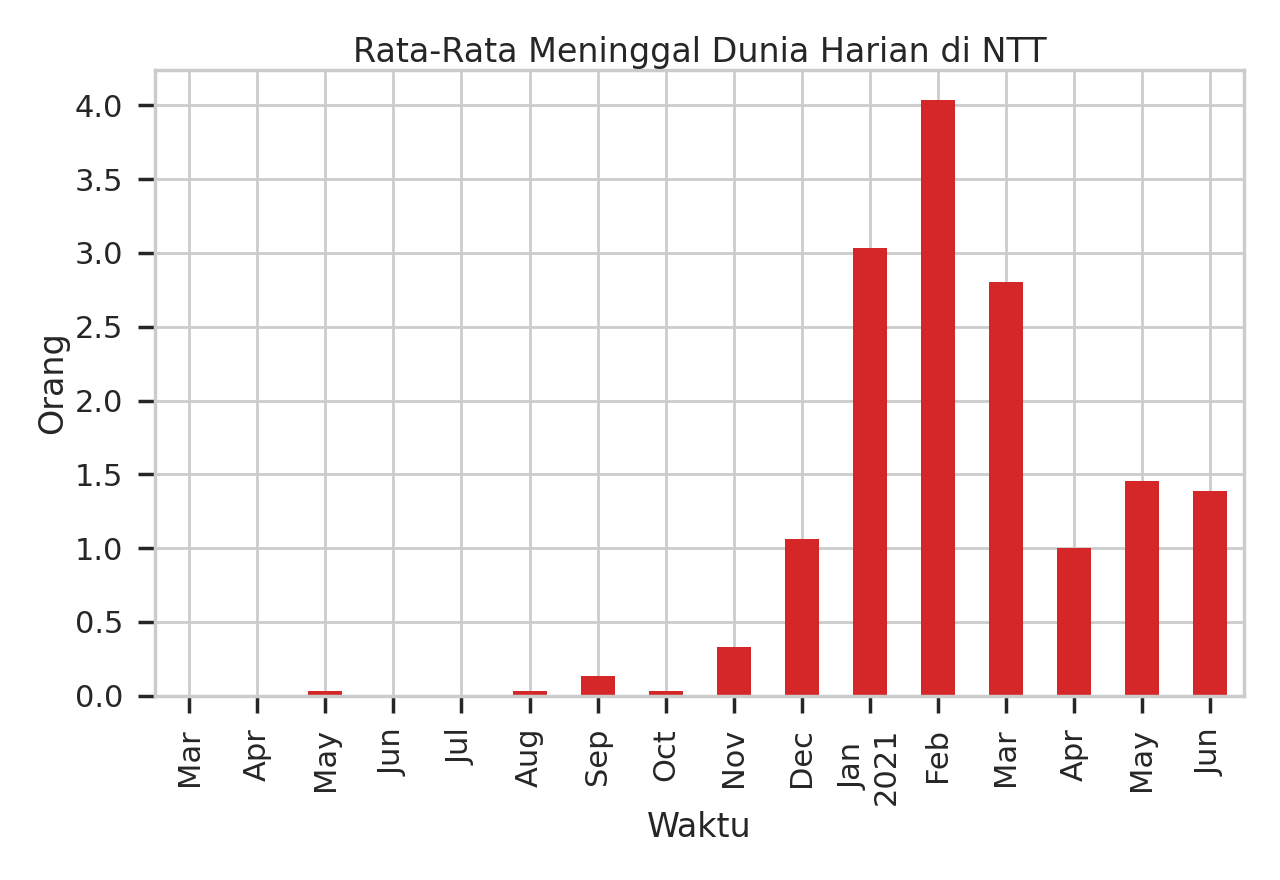 Rata-Rata Meninggal Dunia Harian di NTT
4.0
3.5
3.0
2.5
2.0
1.5
1.0
0.5
0.0
Orang
Mar
Apr
May
Jun
Jul
Aug
Sep
Oct
Nov
Dec
Jan
2021
Feb
Mar
Apr
May
Jun
Waktu